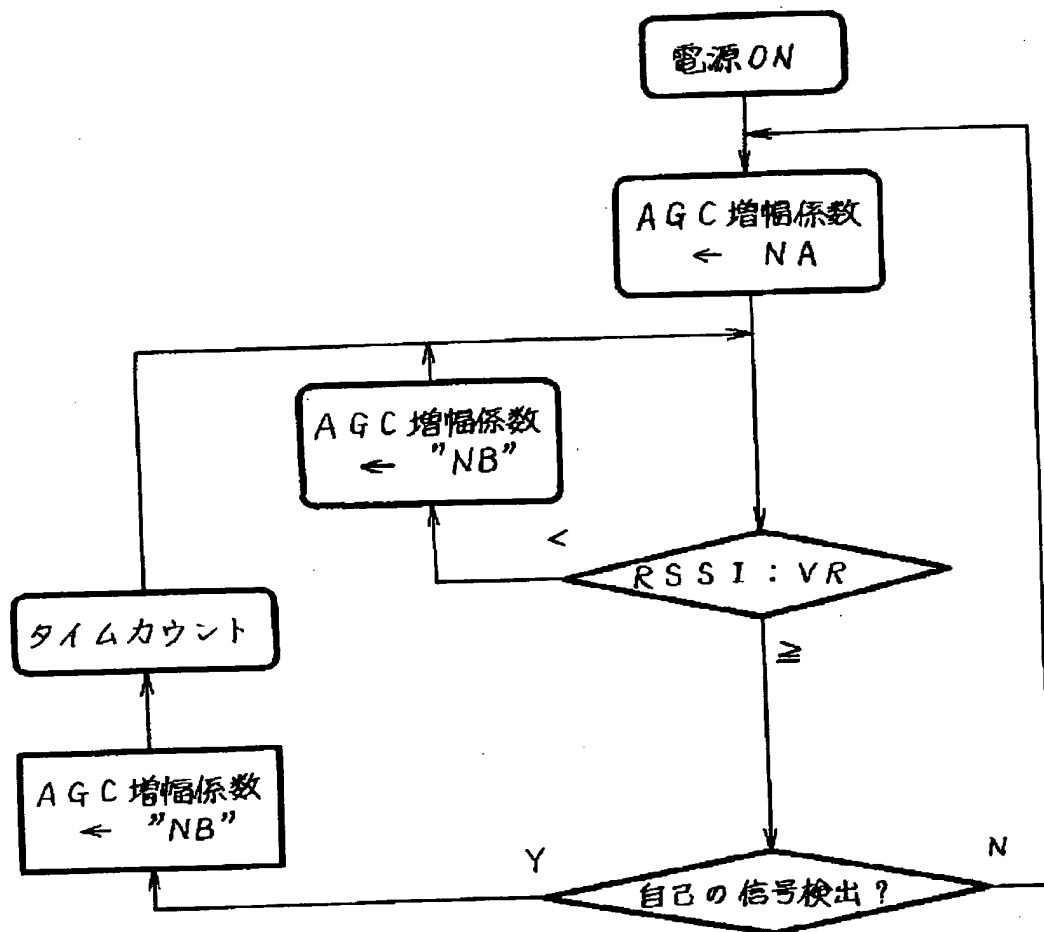 電源ON
AGC増幅係数
← NA
AGC増幅係数
← "NB"
<
RSSI:VR
≧
タイムカウント
AGC増幅係数
← "NB"
Y
N
自己の信号検出?